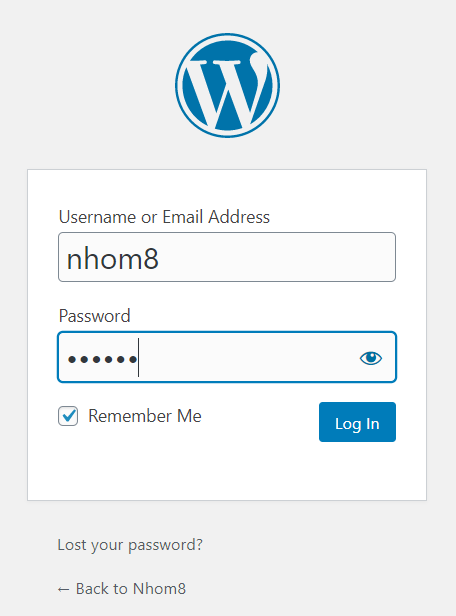 Username or Email Address
nhom8
Password
••••••
Remember Me
Log In
Lost your password?
← Back to Nhom8